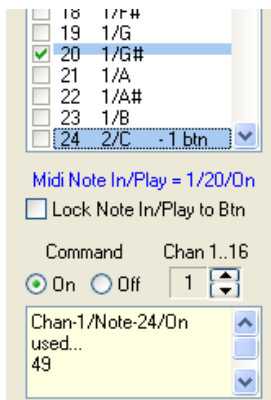 18 1/F#
19 1/G
20 1/G#
21 1/A
22 1/A#
23 1/B
24 2/C - 1 btn
Midi Note In/Play = 1/20/On
Lock Note In/Play to Btn
Command Chan 1..16
On Off 1
Chan-1/Note-24/On
used...
49